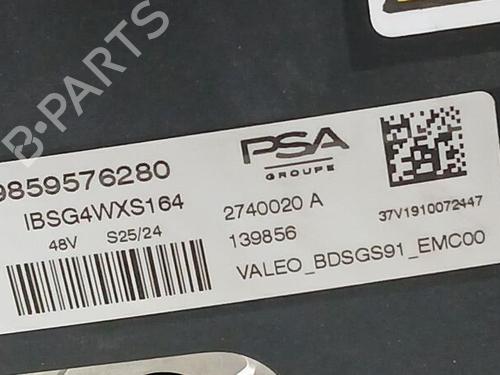 B-PARTS
9859576280
IBSG4WXS164
48V S25/24
PSA
GROUPE
2740020 A
139856
VALEO_BDSGS91_EMC00
37V1910072447